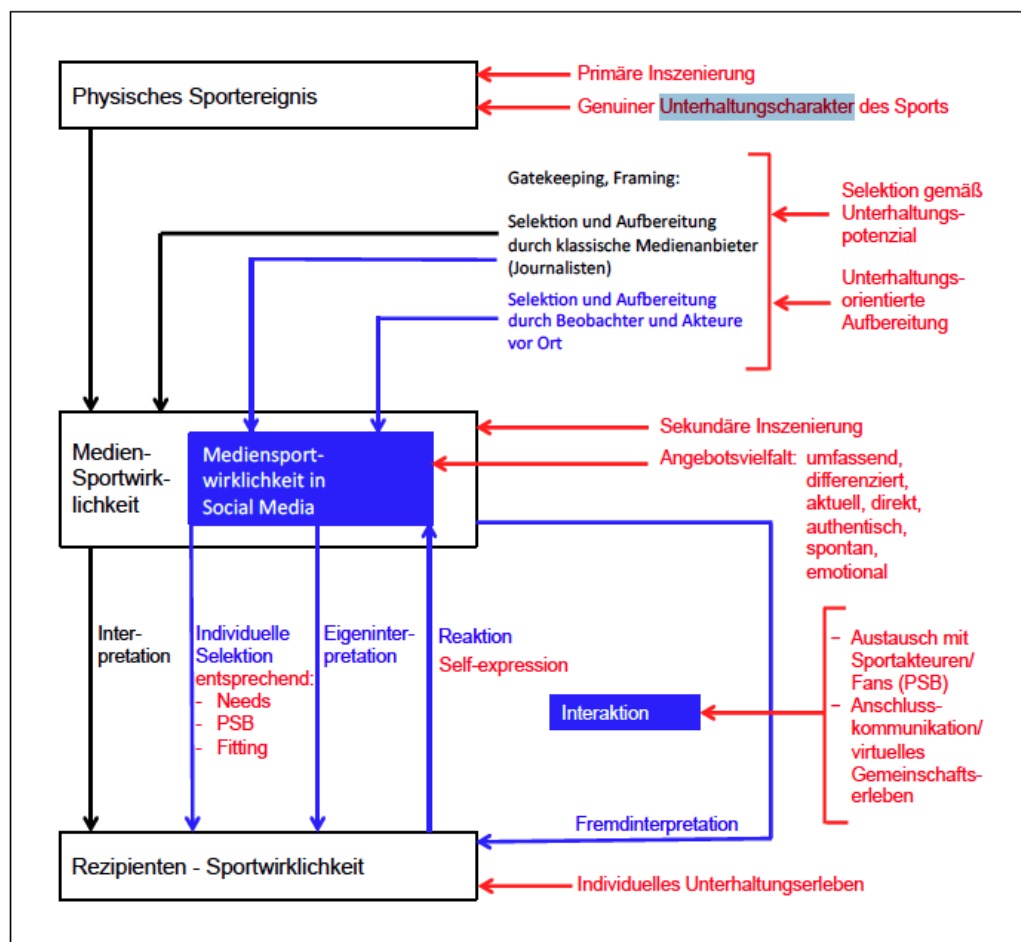 Physisches Sportereignis
Primäre Inszenierung
Genuiner Unterhaltungscharakter des Sports
Gatekeeping, Framing:
Selektion und Aufbereitung
durch klassische Medienanbieter
(Journalisten)
Selektion und Aufbereitung
durch Beobachter und Akteure
vor Ort
Selektion gemäß
Unterhaltungs-
potenzial
Unterhaltungs-
orientierte
Aufbereitung
Medien-
Sportwirk-
lichkeit
Mediensport-
wirklichkeit in
Social Media
Sekundäre Inszenierung
Angebotsvielfalt: umfassend,
differenziert,
aktuell, direkt,
authentisch,
spontan,
emotional
Inter-
pretation
Individuelle
Selektion
entsprechend:
- Needs
- PSB
- Fitting
Eigeninter-
pretation
Reaktion
Self-expression
Interaktion
− Austausch mit
Sportakteuren/
Fans (PSB)
− Anschluss-
kommunikation/
virtuelles
Gemeinschafts-
erleben
Fremdinterpretation
Rezipienten - Sportwirklichkeit
Individuelles Unterhaltungserleben